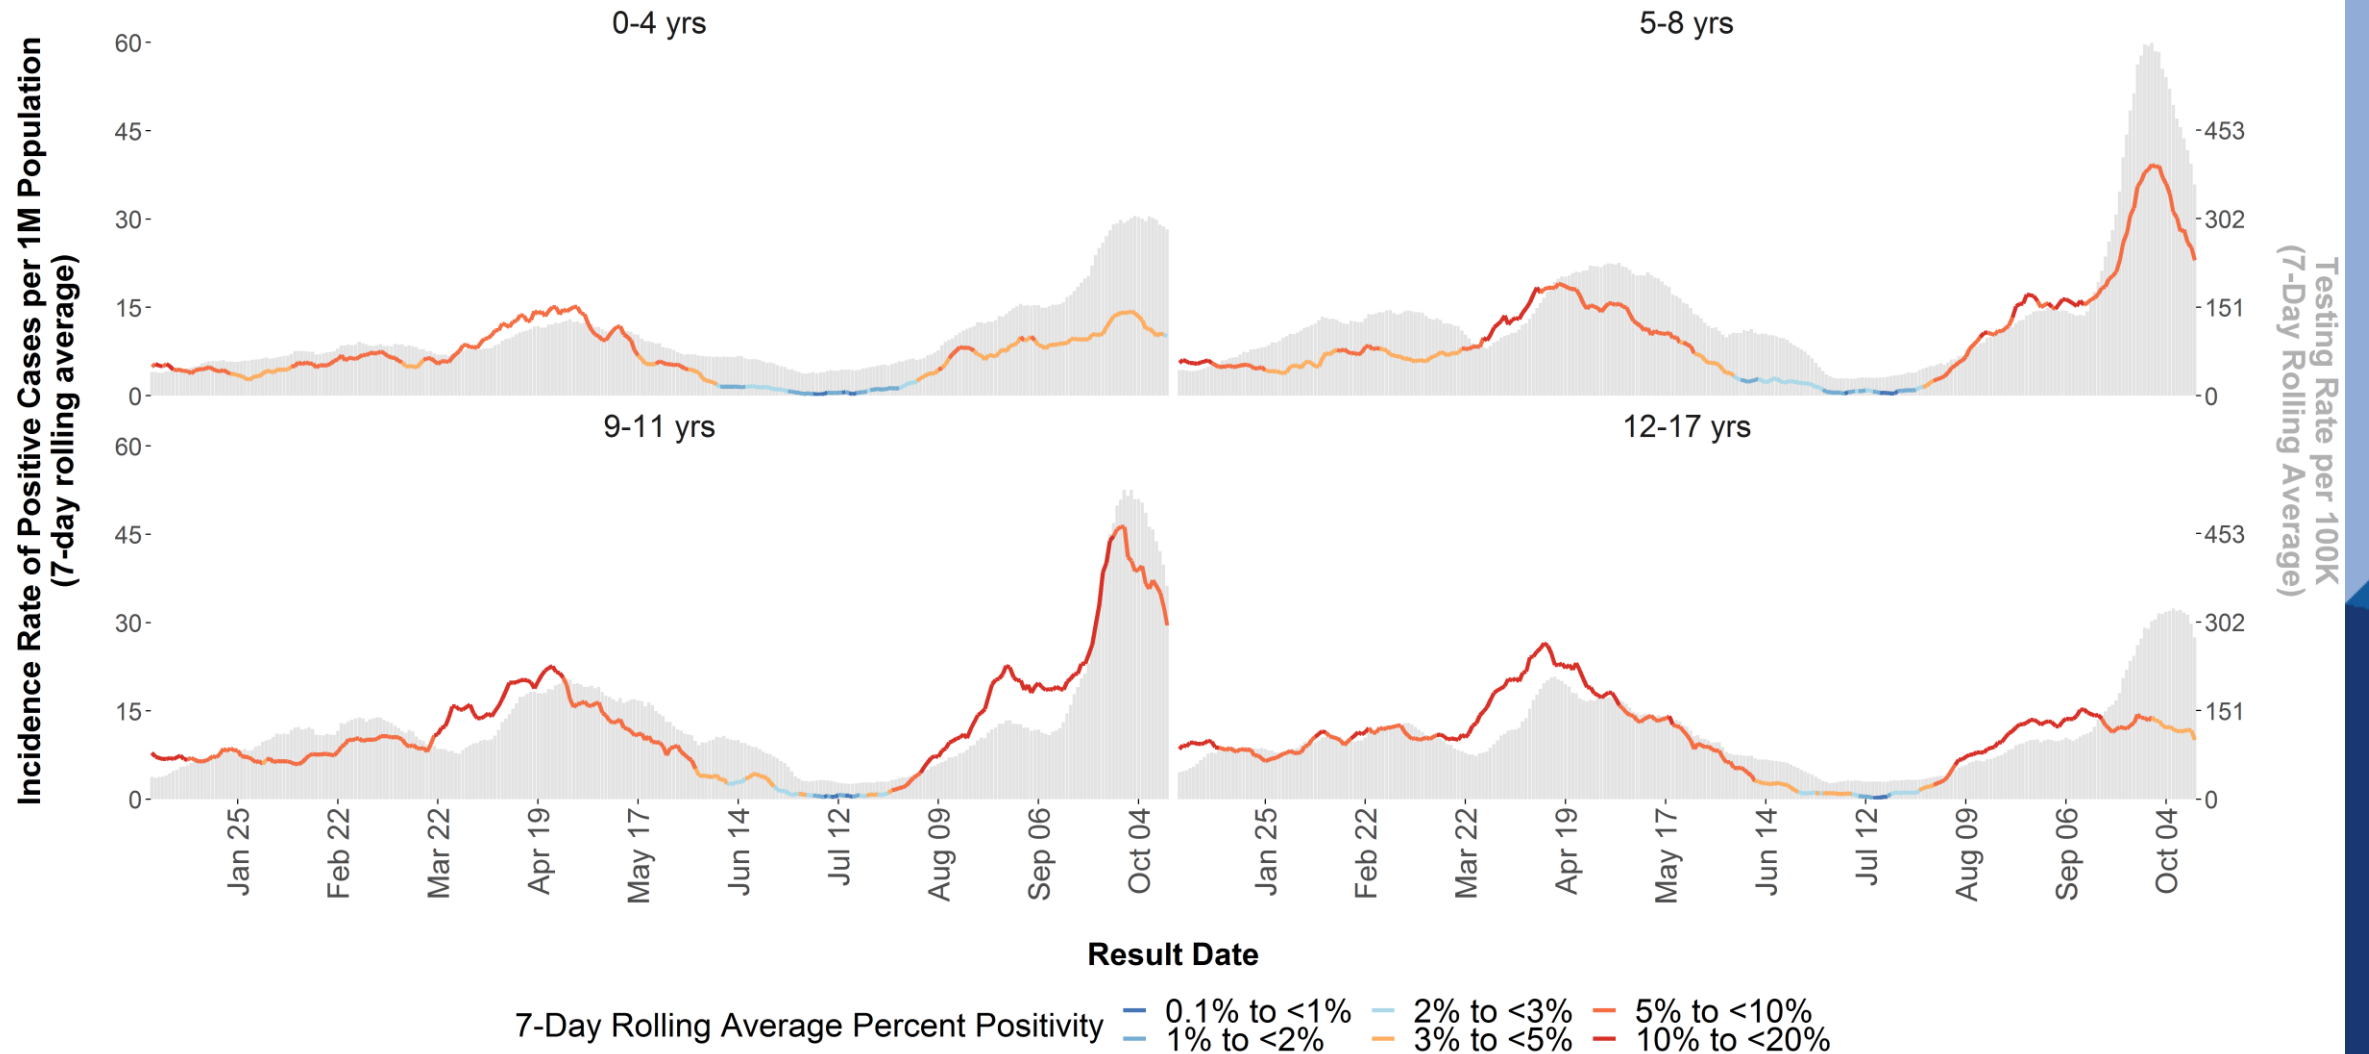 0-4 yrs
5-8 yrs
60
45
30
15
0
453
302
151
0
9-11 yrs
12-17 yrs
60
45
30
15
0
453
302
151
0
Incidence Rate of Positive Cases per 1M Population
(7-day rolling average)
Testing Rate per 100K
(7-Day Rolling Average)
Jan 25
Feb 22
Mar 22
Apr 19
May 17
Jun 14
Jul 12
Aug 09
Sep 06
Oct 04
Jan 25
Feb 22
Mar 22
Apr 19
May 17
Jun 14
Jul 12
Aug 09
Sep 06
Oct 04
Result Date
7-Day Rolling Average Percent Positivity
0.1% to <1%
2% to <3%
5% to <10%
1% to <2%
3% to <5%
10% to <20%